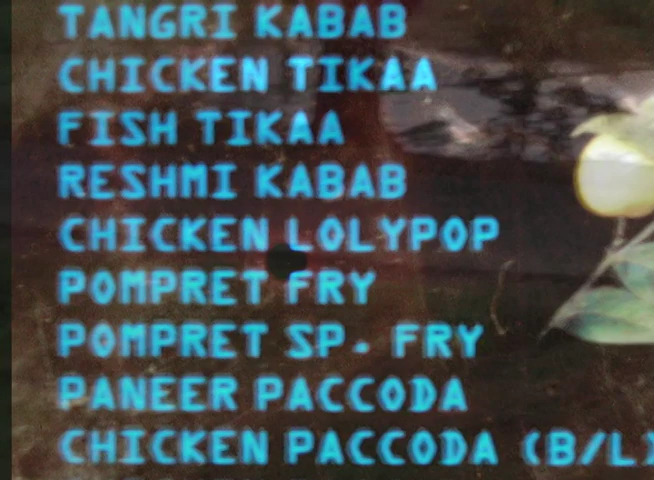 TANGRI KABAB
CHICKEN TIKAA
FISH TIKAA
RESHMI KABAB
CHICKEN LOLYPOP
POMPRET FRY
POMPRET SP. FRY
PANEER PACCODA
CHICKEN PACCODA (B/L)